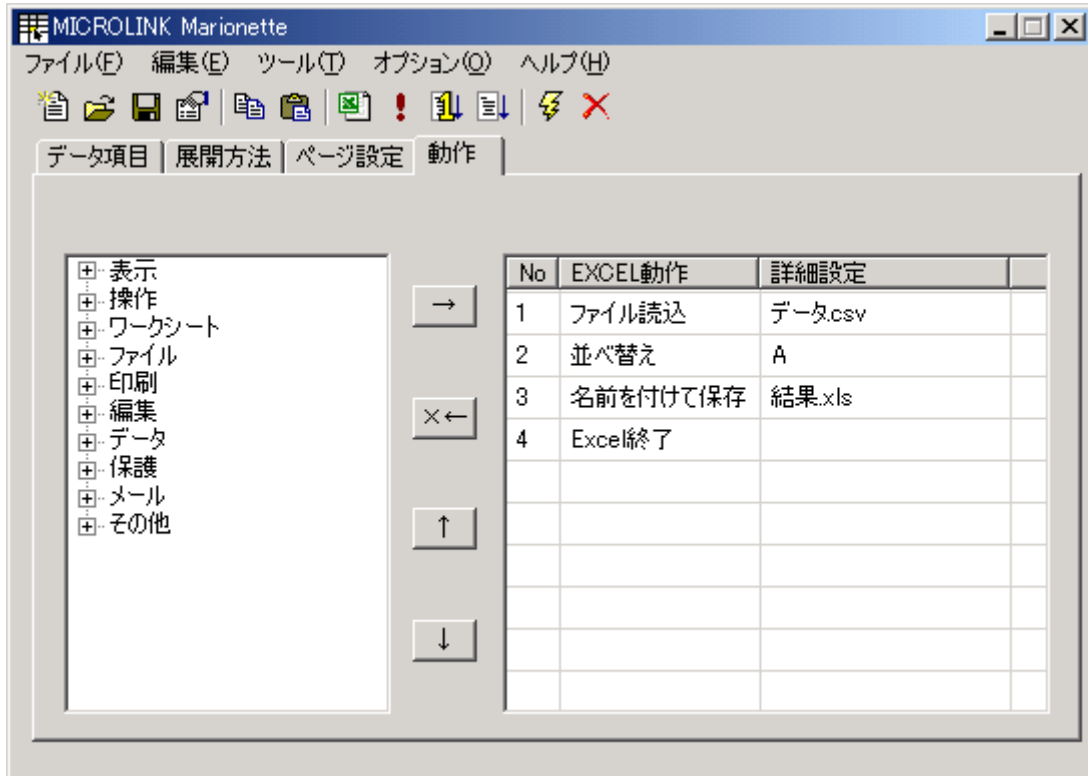 MICROLINK Marionette
ファイル(F) 編集(E) ツール(T) オプション(O) ヘルプ(H)
データ項目 展開方法 ページ設定 動作
表示
操作
ワークシート
ファイル
印刷
編集
データ
保護
メール
その他
→
×←
↑
↓
No EXCEL動作 詳細設定
1 ファイル読込 データ.csv
2 並べ替え A
3 名前を付けて保存 結果.xls
4 Excel終了